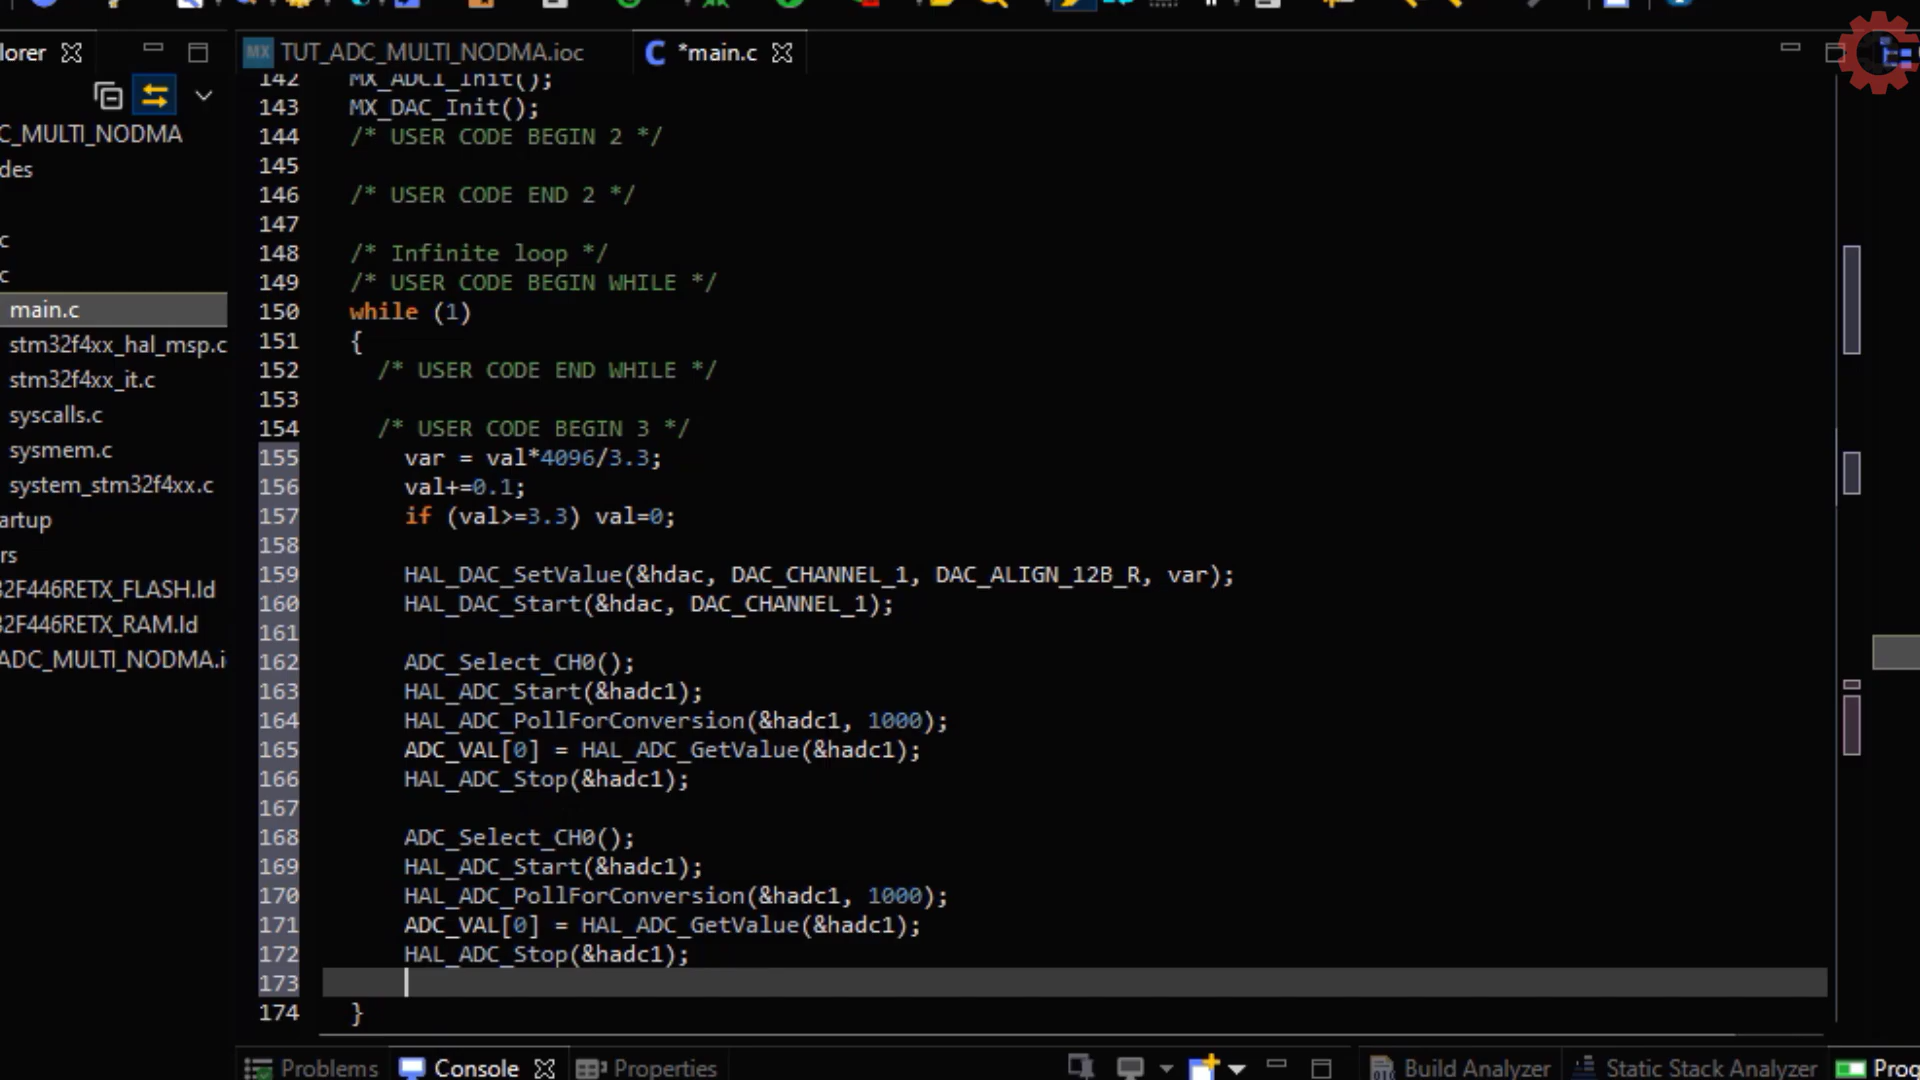 lorer
TUT_ADC_MULTI_NODMA.ioc
*main.c
C_MULTI_NODMA
des
c
c
main.c
stm32f4xx_hal_msp.c
stm32f4xx_it.c
syscalls.c
sysmem.c
system_stm32f4xx.c
artup
rs
32F446RETX_FLASH.ld
32F446RETX_RAM.ld
ADC_MULTI_NODMA.i
142 MX_ADC1_Init();
143 MX_DAC_Init();
144 /* USER CODE BEGIN 2 */
145
146 /* USER CODE END 2 */
147
148 /* Infinite loop */
149 /* USER CODE BEGIN WHILE */
150 while (1)
151 {
152 /* USER CODE END WHILE */
153
154 /* USER CODE BEGIN 3 */
155 var = val*4096/3.3;
156 val+=0.1;
157 if (val>=3.3) val=0;
158
159 HAL_DAC_SetValue(&hdac, DAC_CHANNEL_1, DAC_ALIGN_12B_R, var);
160 HAL_DAC_Start(&hdac, DAC_CHANNEL_1);
161
162 ADC_Select_CH0();
163 HAL_ADC_Start(&hadc1);
164 HAL_ADC_PollForConversion(&hadc1, 1000);
165 ADC_VAL[0] = HAL_ADC_GetValue(&hadc1);
166 HAL_ADC_Stop(&hadc1);
167
168 ADC_Select_CH0();
169 HAL_ADC_Start(&hadc1);
170 HAL_ADC_PollForConversion(&hadc1, 1000);
171 ADC_VAL[0] = HAL_ADC_GetValue(&hadc1);
172 HAL_ADC_Stop(&hadc1);
173
174 }
Problems
Console
Properties
Build Analyzer
Static Stack Analyzer
Prog